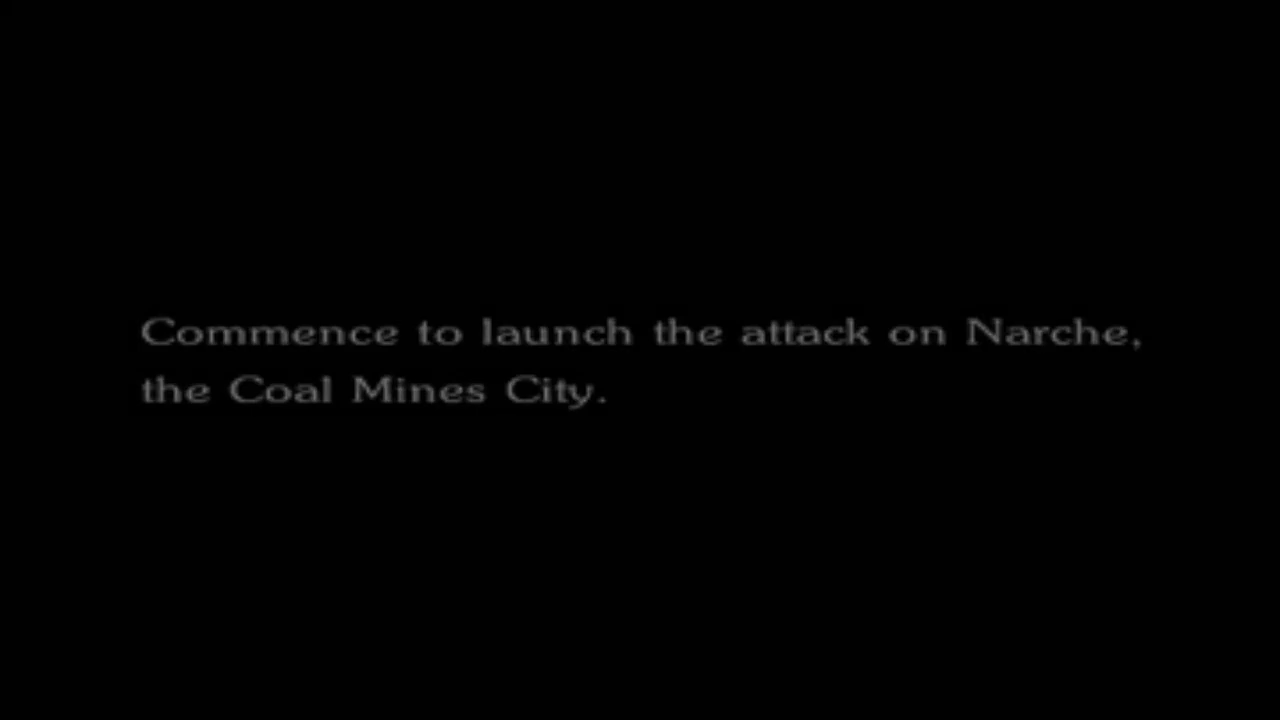 Commence to launch the attack on Narche,
the Coal Mines City.